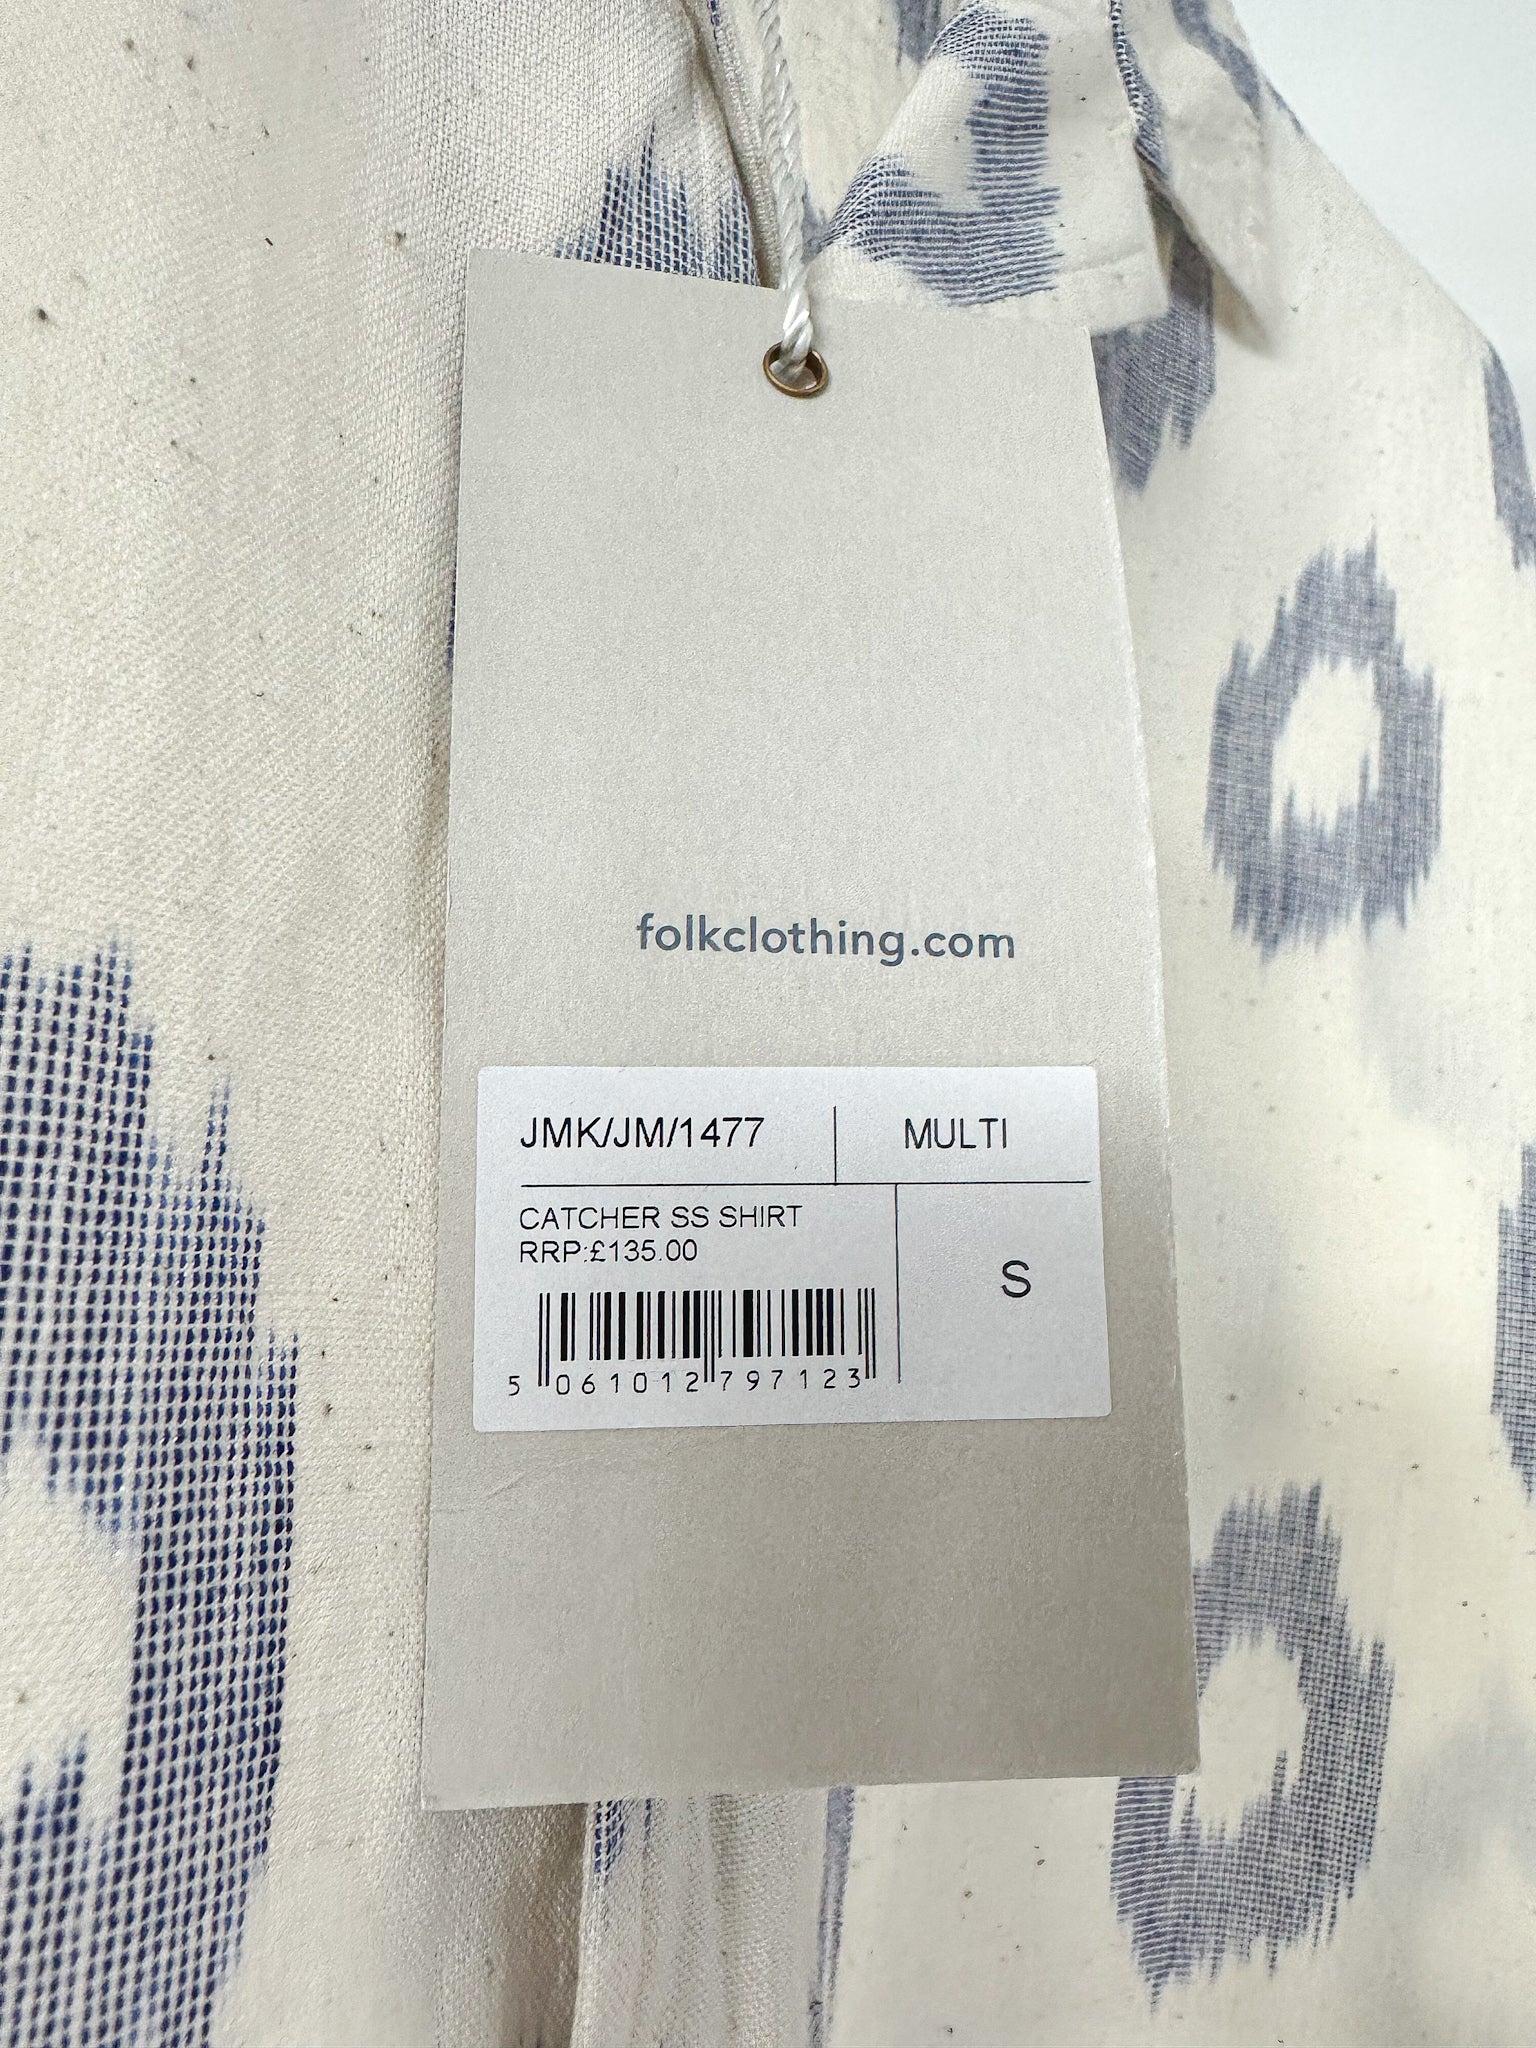 folkclothing.com
JMK/JM/1477 MULTI
CATCHER SS SHIRT
RRP:£135.00
S
5 061012 797123